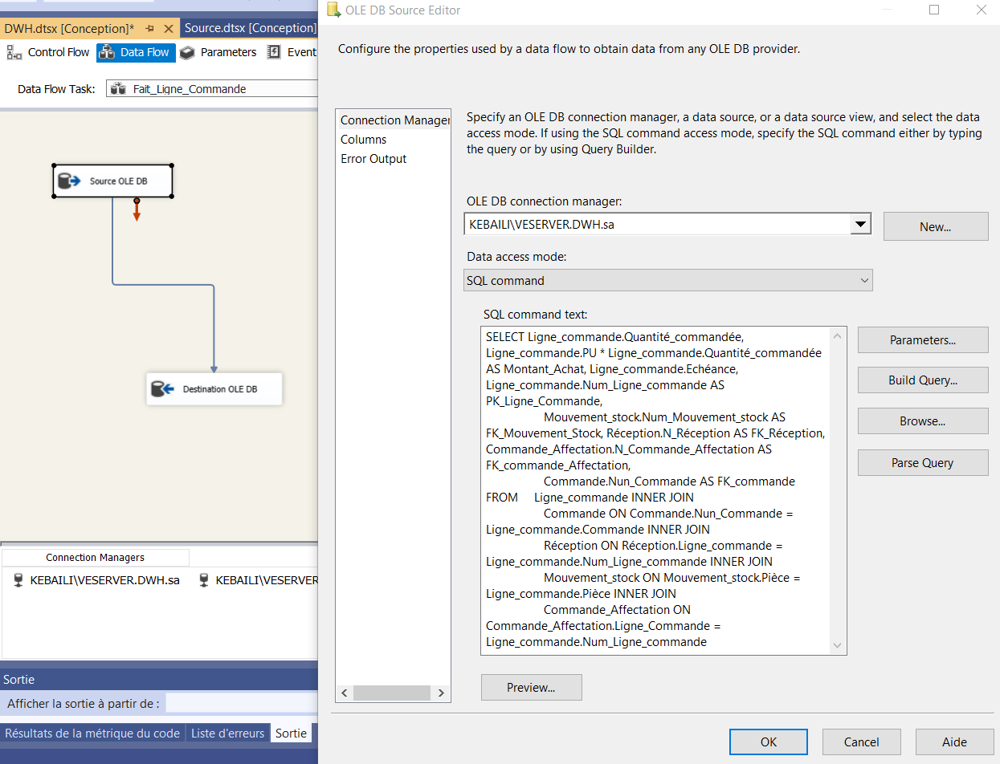 OLE DB Source Editor
DWH.dtsx [Conception]*
Source.dtsx [Conception]
Control Flow
Data Flow
Parameters
Event
Data Flow Task:
Fait_Ligne_Commande
Source OLE DB
Destination OLE DB
Connection Managers
KEBAILI\VESERVER.DWH.sa
KEBAILI\VESERVER
Sortie
Afficher la sortie à partir de :
Résultats de la métrique du code
Liste d'erreurs
Sortie
Configure the properties used by a data flow to obtain data from any OLE DB provider.
Connection Manager
Columns
Error Output
Specify an OLE DB connection manager, a data source, or a data source view, and select the data
access mode. If using the SQL command access mode, specify the SQL command either by typing
the query or by using Query Builder.
OLE DB connection manager:
KEBAILI\VESERVER.DWH.sa
New...
Data access mode:
SQL command
SQL command text:
SELECT Ligne_commande.Quantité_commandée,
Ligne_commande.PU * Ligne_commande.Quantité_commandée
AS Montant_Achat, Ligne_commande.Echéance,
Ligne_commande.Num_Ligne_commande AS
PK_Ligne_Commande,
Mouvement_stock.Num_Mouvement_stock AS
FK_Mouvement_Stock, Réception.N_Réception AS FK_Réception,
Commande_Affectation.N_Commande_Affectation AS
FK_commande_Affectation,
Commande.Nun_Commande AS FK_commande
FROM Ligne_commande INNER JOIN
Commande ON Commande.Nun_Commande =
Ligne_commande.Commande INNER JOIN
Réception ON Réception.Ligne_commande =
Ligne_commande.Num_Ligne_commande INNER JOIN
Mouvement_stock ON Mouvement_stock.Pièce =
Ligne_commande.Pièce INNER JOIN
Commande_Affectation ON
Commande_Affectation.Ligne_Commande =
Ligne_commande.Num_Ligne_commande
Parameters...
Build Query...
Browse...
Parse Query
Preview...
OK
Cancel
Aide